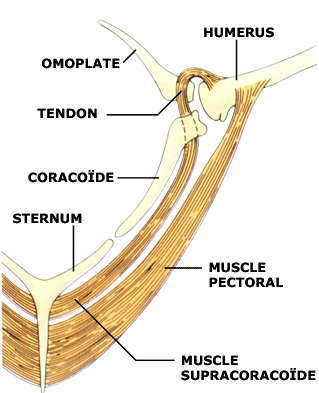 HUMERUS
OMOPLATE
TENDON
CORACOÏDE
STERNUM
MUSCLE
PECTORAL
MUSCLE
SUPRACORACOÏDE